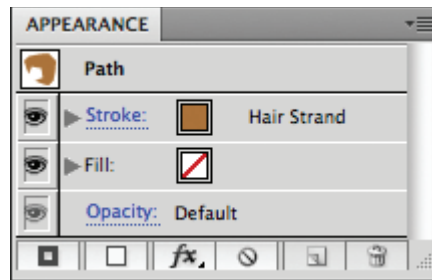 APPEARANCE
Path
Stroke: Hair Strand
Fill:
Opacity: Default
fx